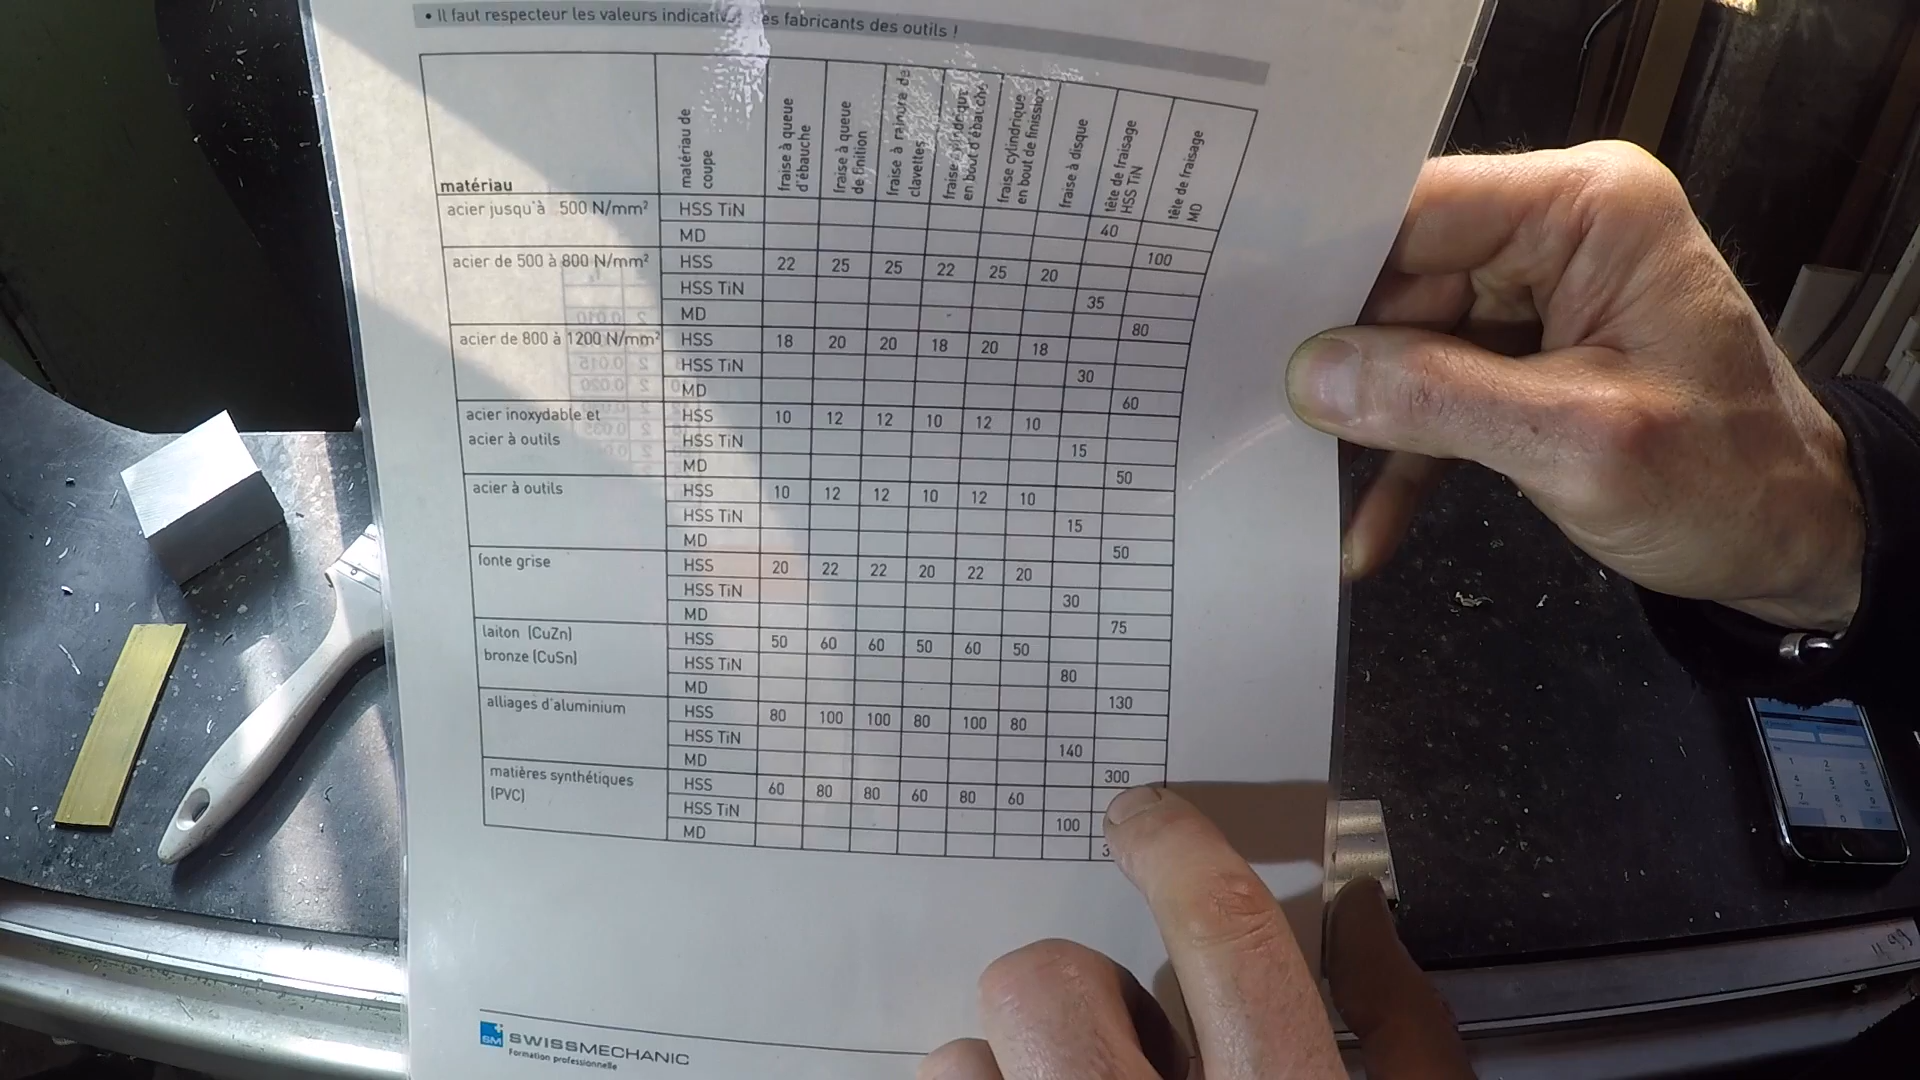 • Il faut respecteur les valeurs indicatives des fabricants des outils !
matériau
matériau de coupe
fraise à queue d'ébauche
fraise à queue de finition
fraise à rainure de clavettes
fraise cylindrique en bout d'ébauche
fraise cylindrique en bout de finission
fraise à disque
tête de fraisage HSS TiN
tête de fraisage MD
acier jusqu'à 500 N/mm²
HSS TiN 40
MD 100
acier de 500 à 800 N/mm²
HSS 22 25 25 22 25 20
HSS TiN 35
MD 80
acier de 800 à 1200 N/mm²
HSS 18 20 20 18 20 18
HSS TiN 30
MD 60
acier inoxydable et
acier à outils
HSS 10 12 12 10 12 10
HSS TiN 15
MD 50
acier à outils
HSS 10 12 12 10 12 10
HSS TiN 15
MD 50
fonte grise
HSS 20 22 22 20 22 20
HSS TiN 30
MD 75
laiton (CuZn)
bronze (CuSn)
HSS 50 60 60 50 60 50
HSS TiN 80
MD 130
alliages d'aluminium
HSS 80 100 100 80 100 80
HSS TiN 140
MD 300
matières synthétiques
(PVC)
HSS 60 80 80 60 80 60
HSS TiN 100
MD
SM SWISSMECHANIC
Formation professionnelle